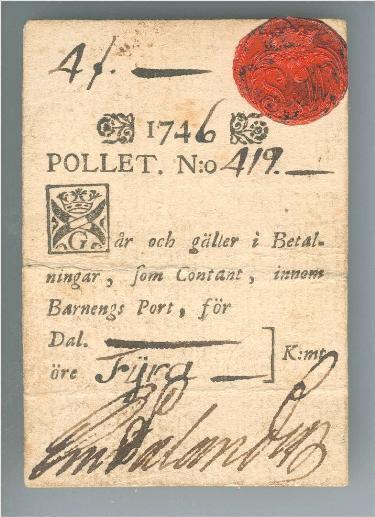 4 f. —
1746
POLLET. N:o 419. —
Går och gäller i Betal-
ningar, som Contant, innom
Barnengs Port, för
Dal. —
öre Fyra — ] K:mt